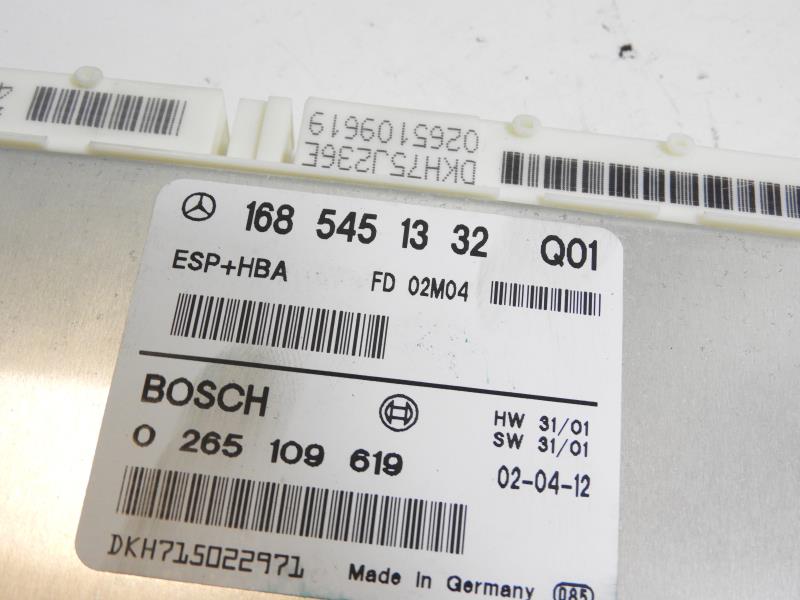 0265109619
DKH75J236E
168 545 13 32 Q01
ESP+HBA FD 02M04
BOSCH
HW 31/01
SW 31/01
0 265 109 619
02-04-12
DKH715022971
Made in Germany 085